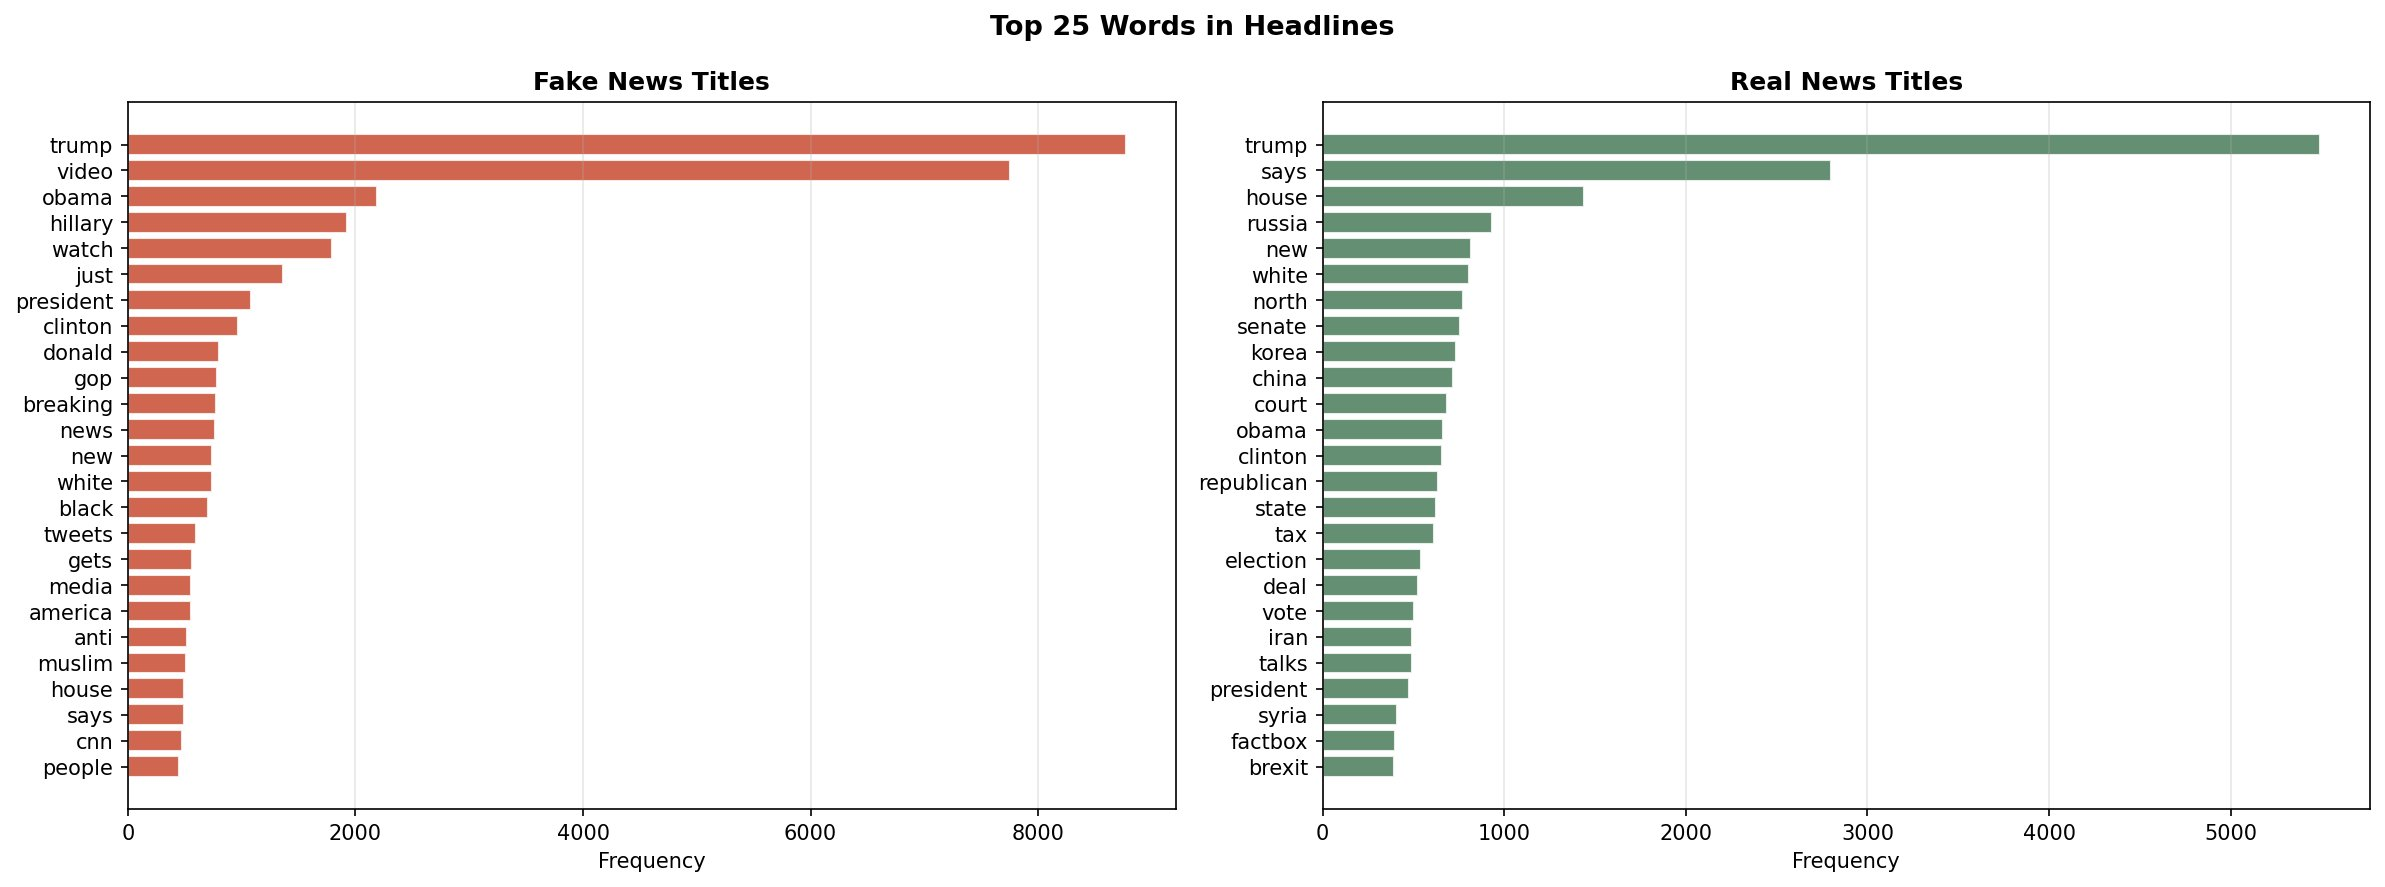 Top 25 Words in Headlines
Fake News Titles
trump
video
obama
hillary
watch
just
president
clinton
donald
gop
breaking
news
new
white
black
tweets
gets
media
america
anti
muslim
house
says
cnn
people
0 2000 4000 6000 8000
Frequency
Real News Titles
trump
says
house
russia
new
white
north
senate
korea
china
court
obama
clinton
republican
state
tax
election
deal
vote
iran
talks
president
syria
factbox
brexit
0 1000 2000 3000 4000 5000
Frequency